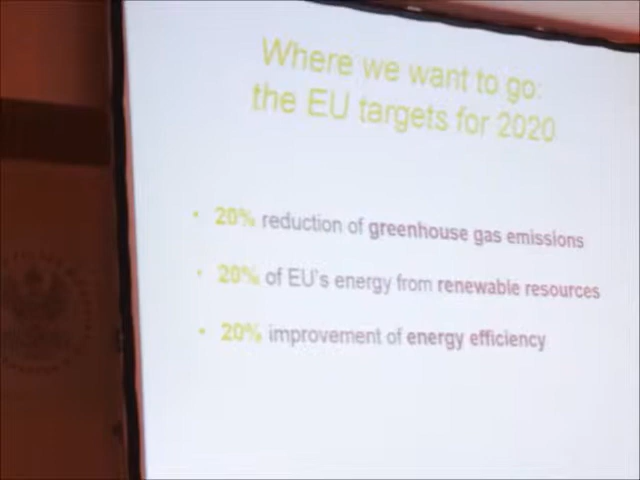 Where we want to go:
the EU targets for 2020
• 20% reduction of greenhouse gas emissions
• 20% of EU's energy from renewable resources
• 20% improvement of energy efficiency